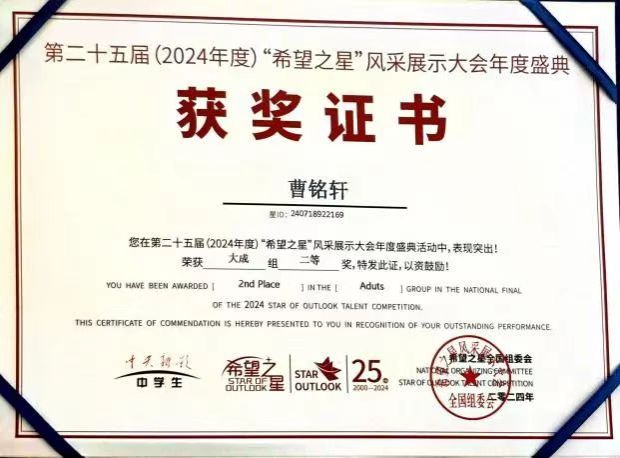 第二十五届(2024年度)“希望之星”风采展示大会年度盛典
获奖证书
曹铭轩
星ID:240718922169
您在第二十五届(2024年度)“希望之星”风采展示大会年度盛典活动中,表现突出!
荣获 大成 组 二等 奖,特发此证,以资鼓励!
YOU HAVE BEEN AWARDED [ 2nd Place ] IN THE [ Aduts ] GROUP IN THE NATIONAL FINAL
OF THE 2024 STAR OF OUTLOOK TALENT COMPETITION.
THIS CERTIFICATE OF COMMENDATION IS HEREBY PRESENTED TO YOU IN RECOGNITION OF YOUR OUTSTANDING PERFORMANCE.
中学生
希望之星
STAR OF OUTLOOK
STAR OUTLOOK
25年
2000-2024
希望之星全国组委会
NATIONAL ORGANIZING COMMITTEE
STAR OF OUTLOOK TALENT COMPETITION
二零二四年
全国组委会